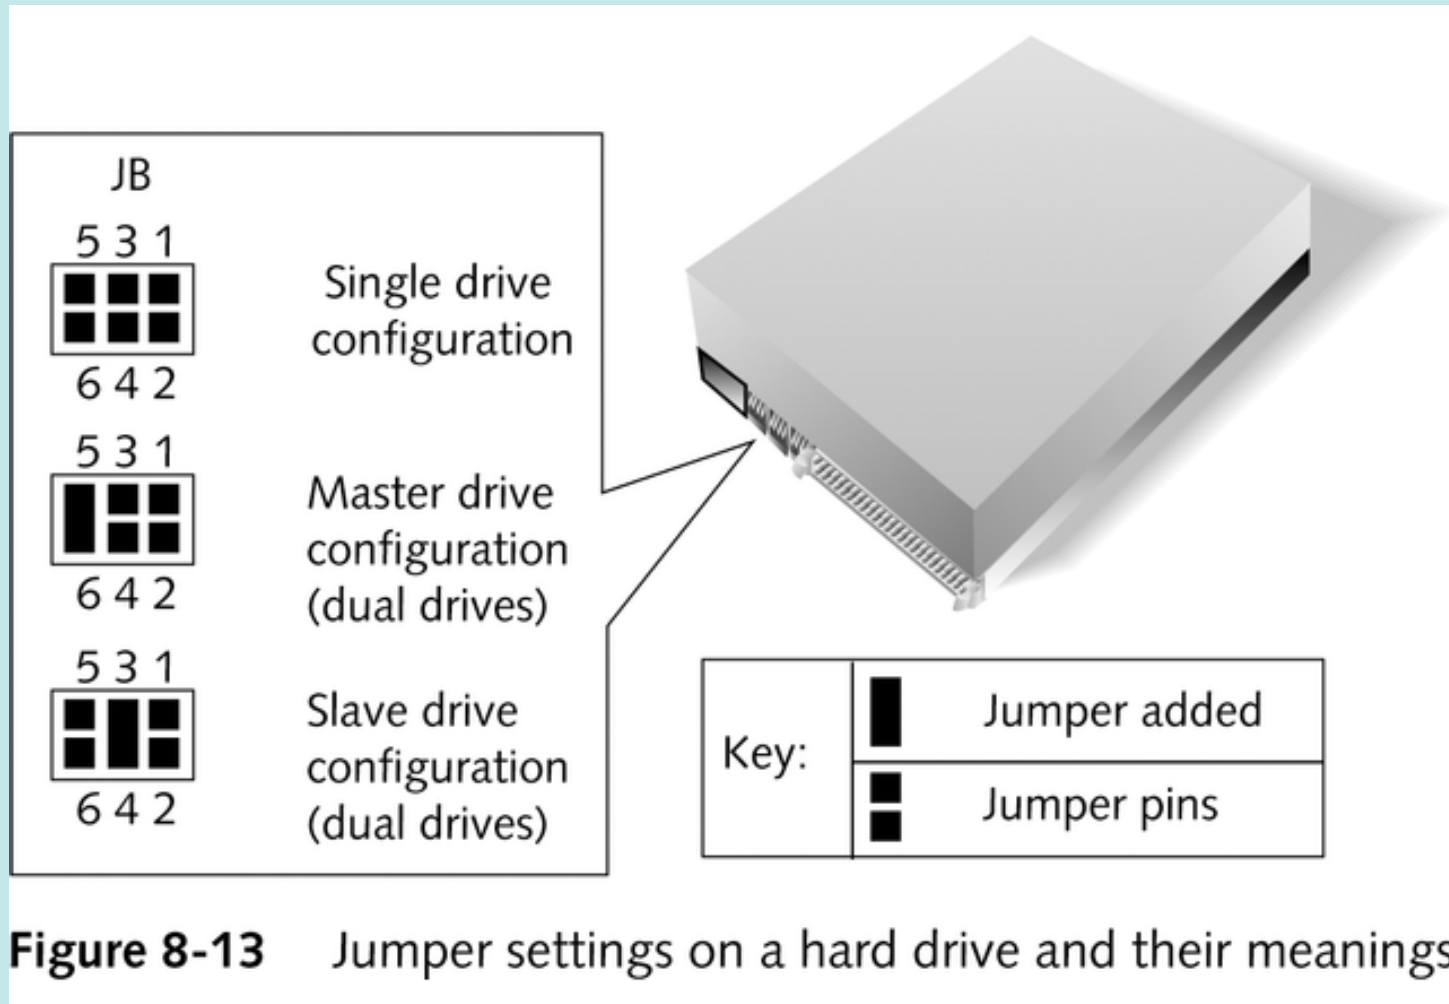 JB
5 3 1
6 4 2
Single drive
configuration
5 3 1
6 4 2
Master drive
configuration
(dual drives)
5 3 1
6 4 2
Slave drive
configuration
(dual drives)
Key:
Jumper added
Jumper pins
Figure 8-13 Jumper settings on a hard drive and their meanings